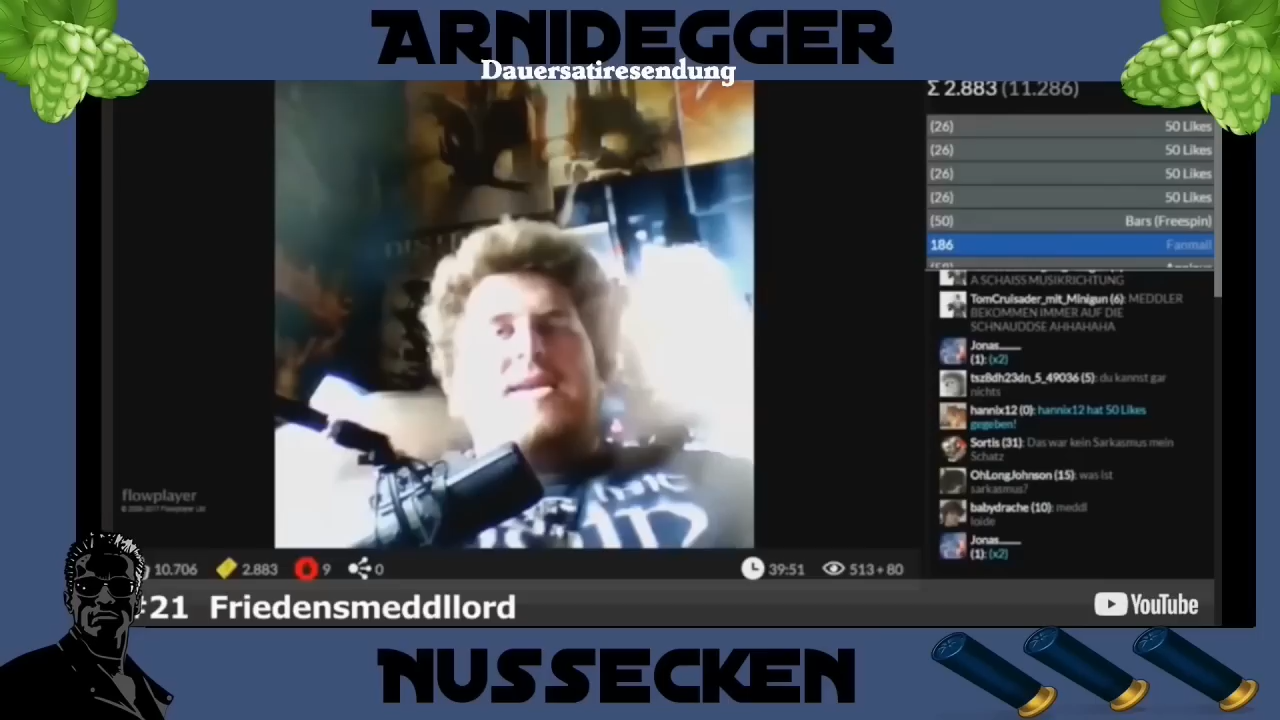 ARNIDEGGER
Dauersatiresendung
Σ 2.883 (11.286)
(26) 50 Likes
(26) 50 Likes
(26) 50 Likes
(26) 50 Likes
(50) Bars (Freespin)
186 Fanmail
A SCHAISS MUSIKRICHTUNG
TomCruisader_mit_Minigun (6): MEDDLER
BEKOMMEN IMMER AUF DIE
SCHNAUDDSE AHHAHAHA
Jonas
(1): (x2)
tsz8dh23dn_5_49036 (5): du kannst gar
nichts
hannix12 (0): hannix12 hat 50 Likes
gegeben!
Sortis (31): Das war kein Sarkasmus mein
Schatz
OhLongJohnson (15): was ist
sarkasmus?
babydrache (10): meddl
loide
Jonas
(1): (x2)
flowplayer
10.706 2.883 9 0 39:51 513+80
#21 Friedensmeddllord
YouTube
NUSSECKEN